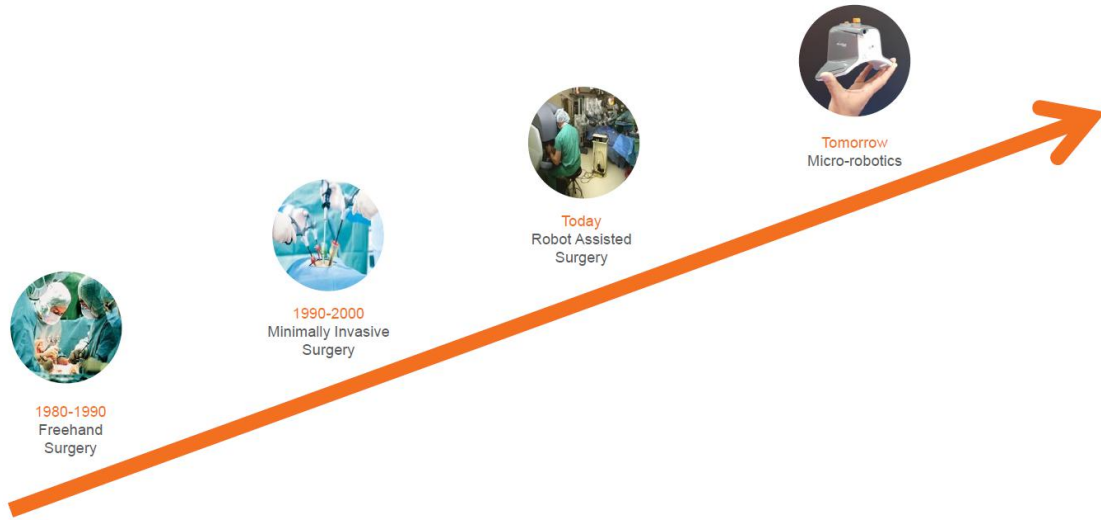 1980-1990
Freehand
Surgery
1990-2000
Minimally Invasive
Surgery
Today
Robot Assisted
Surgery
Tomorrow
Micro-robotics